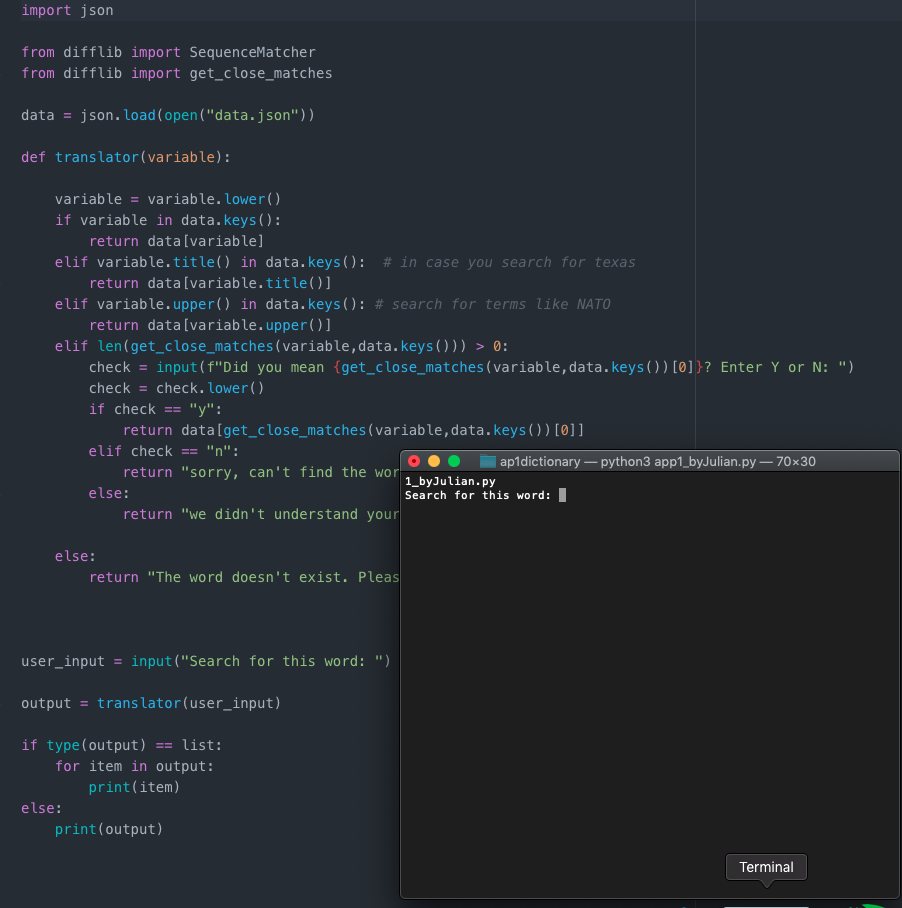 import json
from difflib import SequenceMatcher
from difflib import get_close_matches
data = json.load(open("data.json"))
def translator(variable):
    variable = variable.lower()
    if variable in data.keys():
        return data[variable]
    elif variable.title() in data.keys():  # in case you search for texas
        return data[variable.title()]
    elif variable.upper() in data.keys(): # search for terms like NATO
        return data[variable.upper()]
    elif len(get_close_matches(variable,data.keys())) > 0:
        check = input(f"Did you mean {get_close_matches(variable,data.keys())[0]}? Enter Y or N: ")
        check = check.lower()
        if check == "y":
            return data[get_close_matches(variable,data.keys())[0]]
        elif check == "n":
            return "sorry, can't find the wor
        else:
            return "we didn't understand your
    else:
        return "The word doesn't exist. Pleas
user_input = input("Search for this word: ")
output = translator(user_input)
if type(output) == list:
    for item in output:
        print(item)
else:
    print(output)
ap1dictionary — python3 app1_byJulian.py — 70×30
1_byJulian.py
Search for this word:
Terminal